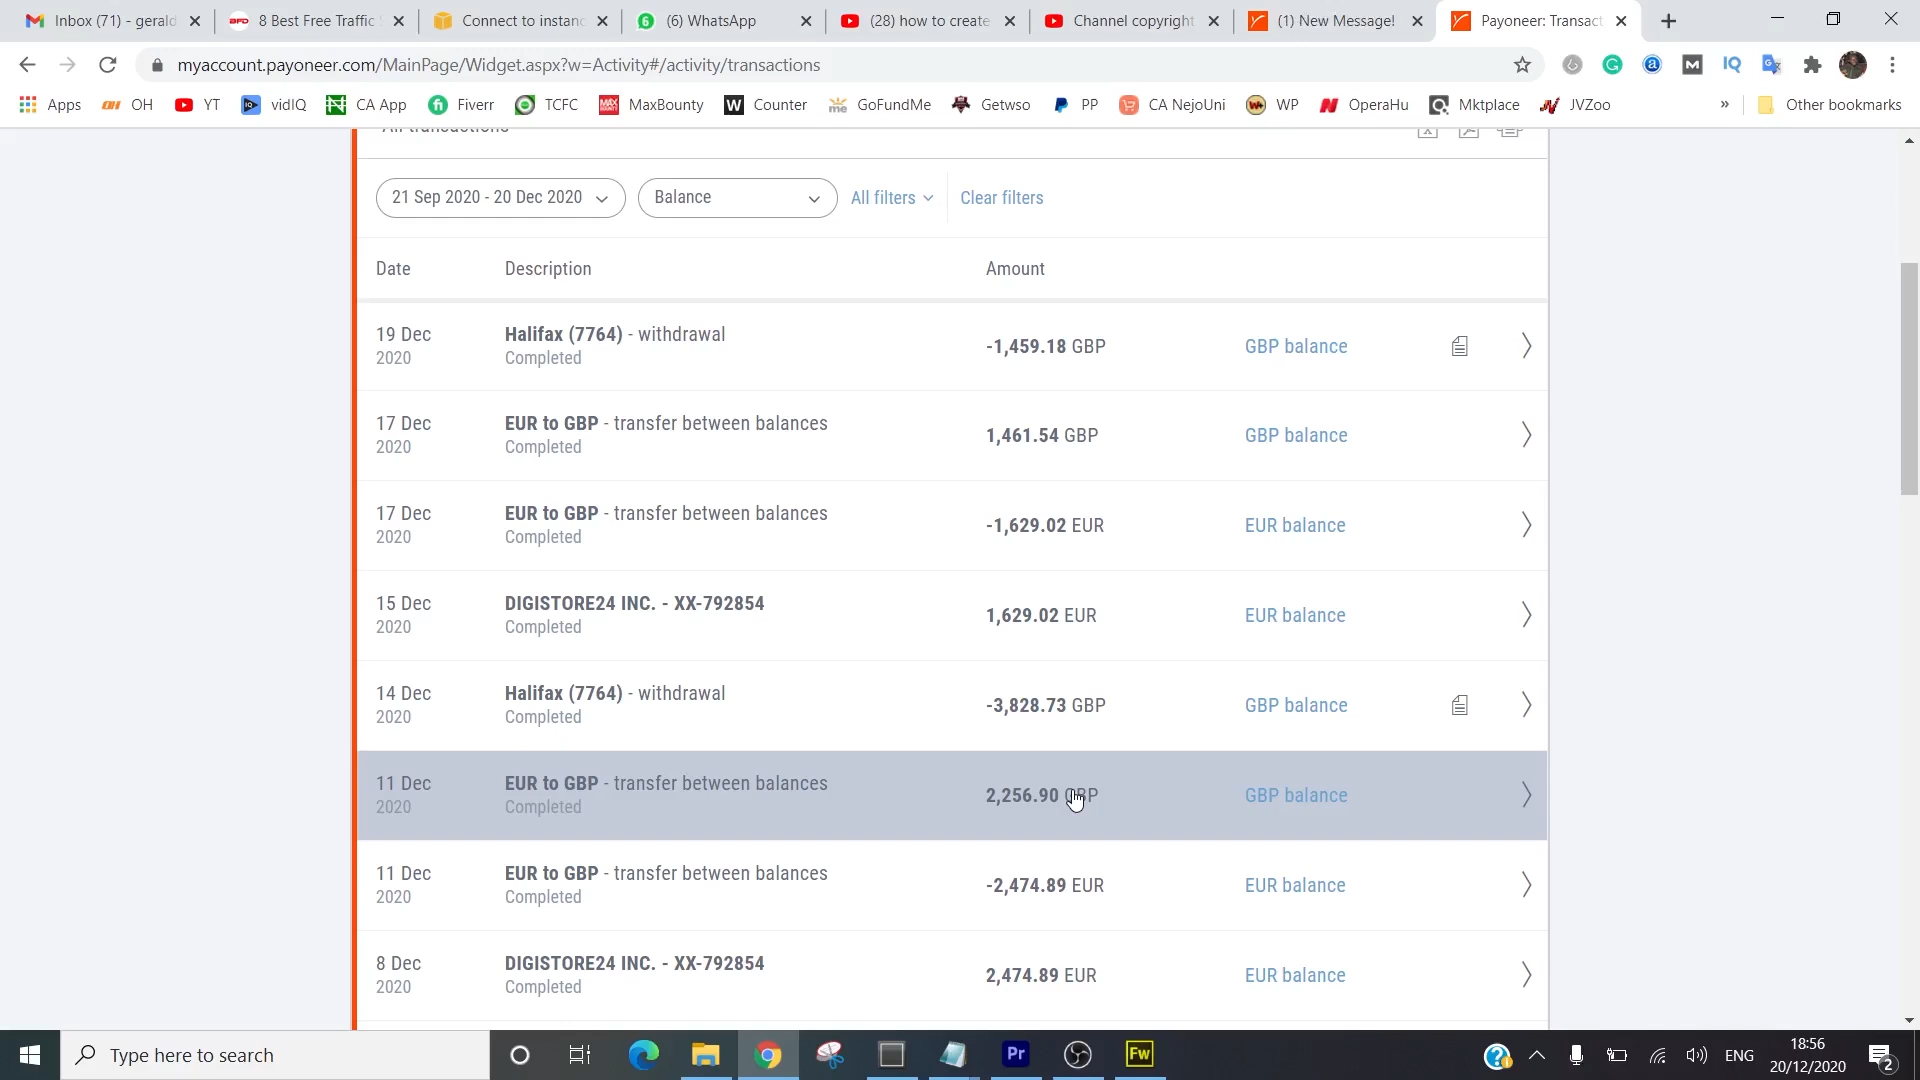 Inbox (71) - gerald
8 Best Free Traffic S
Connect to instanc
(6) WhatsApp
(28) how to create
Channel copyright
(1) New Message!
Payoneer: Transact
myaccount.payoneer.com/MainPage/Widget.aspx?w=Activity#/activity/transactions
Apps
OH
YT
vidIQ
CA App
Fiverr
TCFC
MaxBounty
Counter
GoFundMe
Getwso
PP
CA NejoUni
WP
OperaHu
Mktplace
JVZoo
»
Other bookmarks
All transactions
21 Sep 2020 - 20 Dec 2020
Balance
All filters
Clear filters
Date Description Amount
19 Dec
2020
Halifax (7764) - withdrawal
Completed
-1,459.18 GBP
GBP balance
17 Dec
2020
EUR to GBP - transfer between balances
Completed
1,461.54 GBP
GBP balance
17 Dec
2020
EUR to GBP - transfer between balances
Completed
-1,629.02 EUR
EUR balance
15 Dec
2020
DIGISTORE24 INC. - XX-792854
Completed
1,629.02 EUR
EUR balance
14 Dec
2020
Halifax (7764) - withdrawal
Completed
-3,828.73 GBP
GBP balance
11 Dec
2020
EUR to GBP - transfer between balances
Completed
2,256.90 GBP
GBP balance
11 Dec
2020
EUR to GBP - transfer between balances
Completed
-2,474.89 EUR
EUR balance
8 Dec
2020
DIGISTORE24 INC. - XX-792854
Completed
2,474.89 EUR
EUR balance
Type here to search
Pr
Fw
ENG
18:56
20/12/2020
2